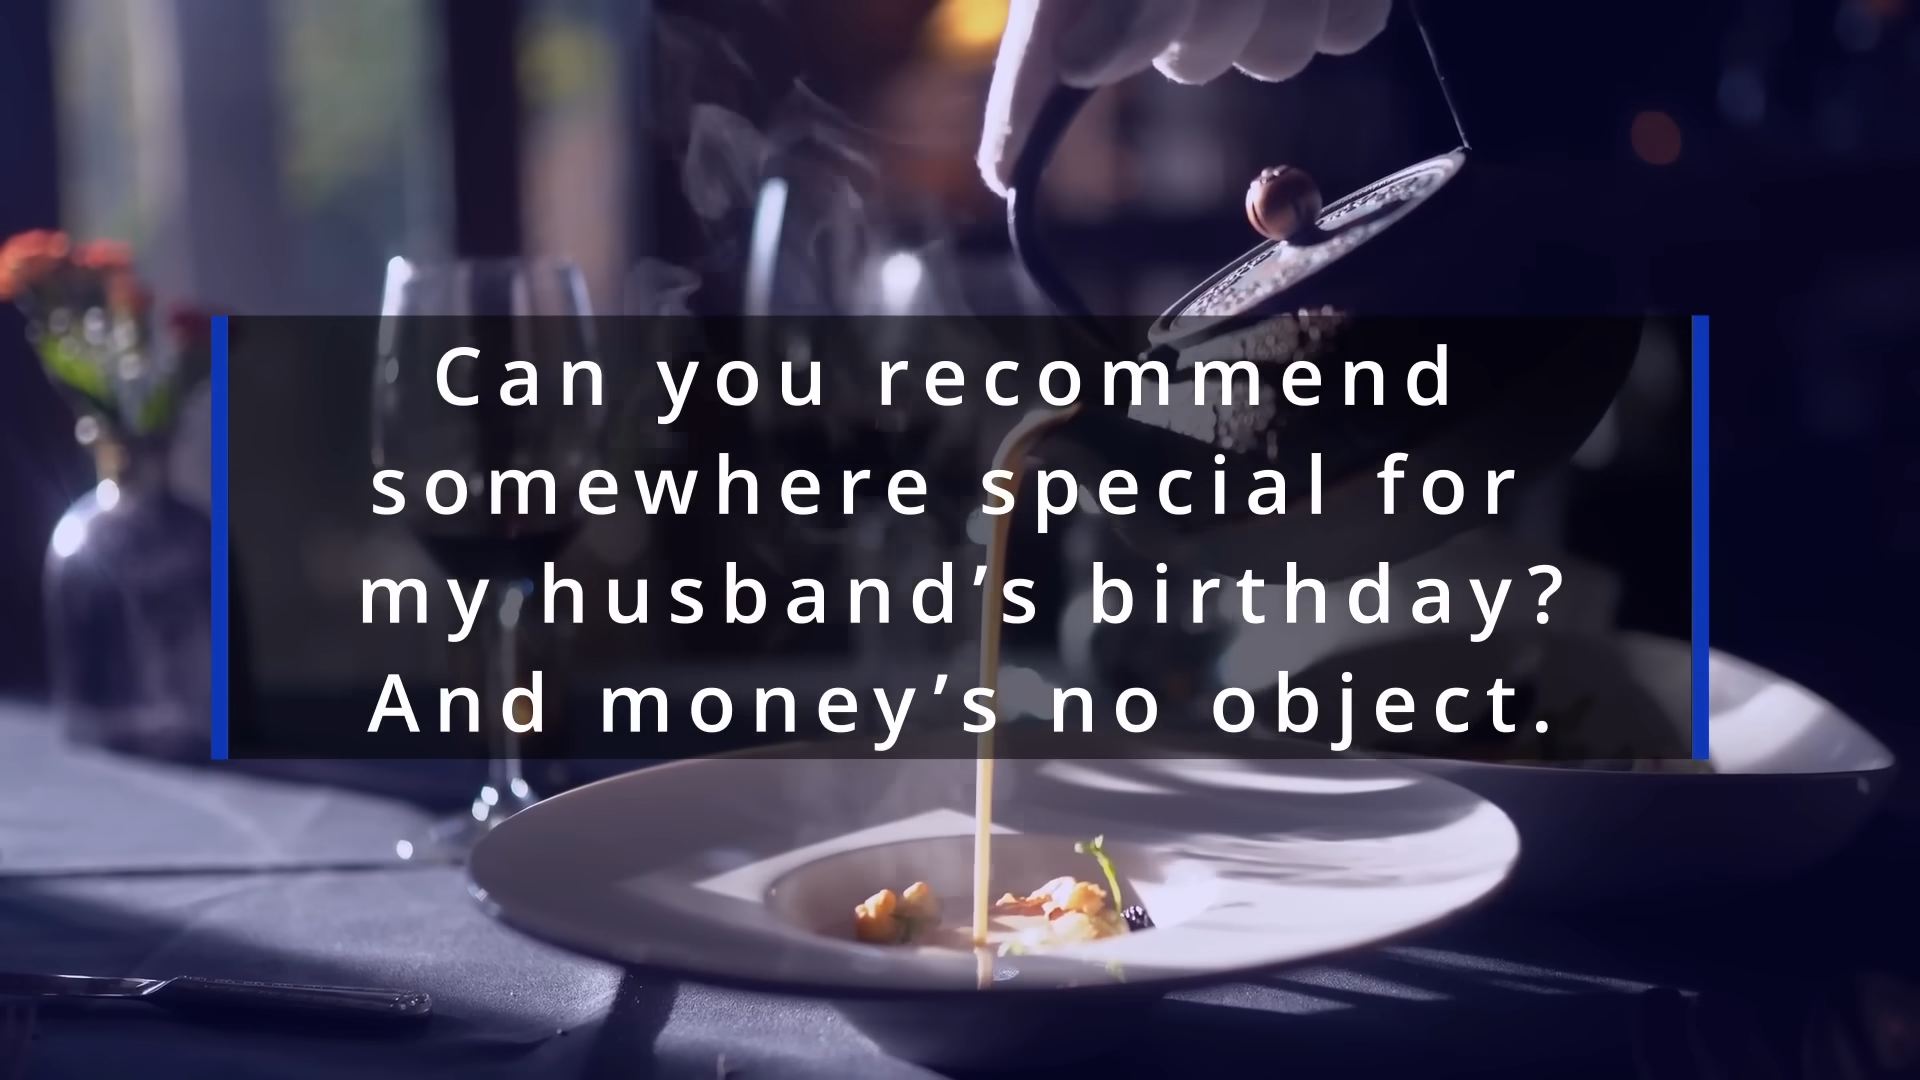 Can you recommend
somewhere special for
my husband’s birthday?
And money’s no object.